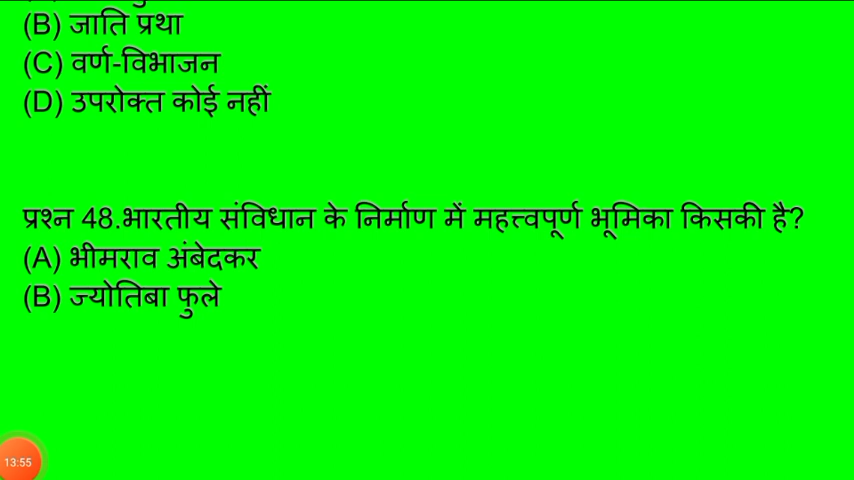 (B) जाति प्रथा
(C) वर्ण-विभाजन
(D) उपरोक्त कोई नहीं
प्रश्न 48.भारतीय संविधान के निर्माण में महत्त्वपूर्ण भूमिका किसकी है?
(A) भीमराव अंबेदकर
(B) ज्योतिबा फुले
13:55